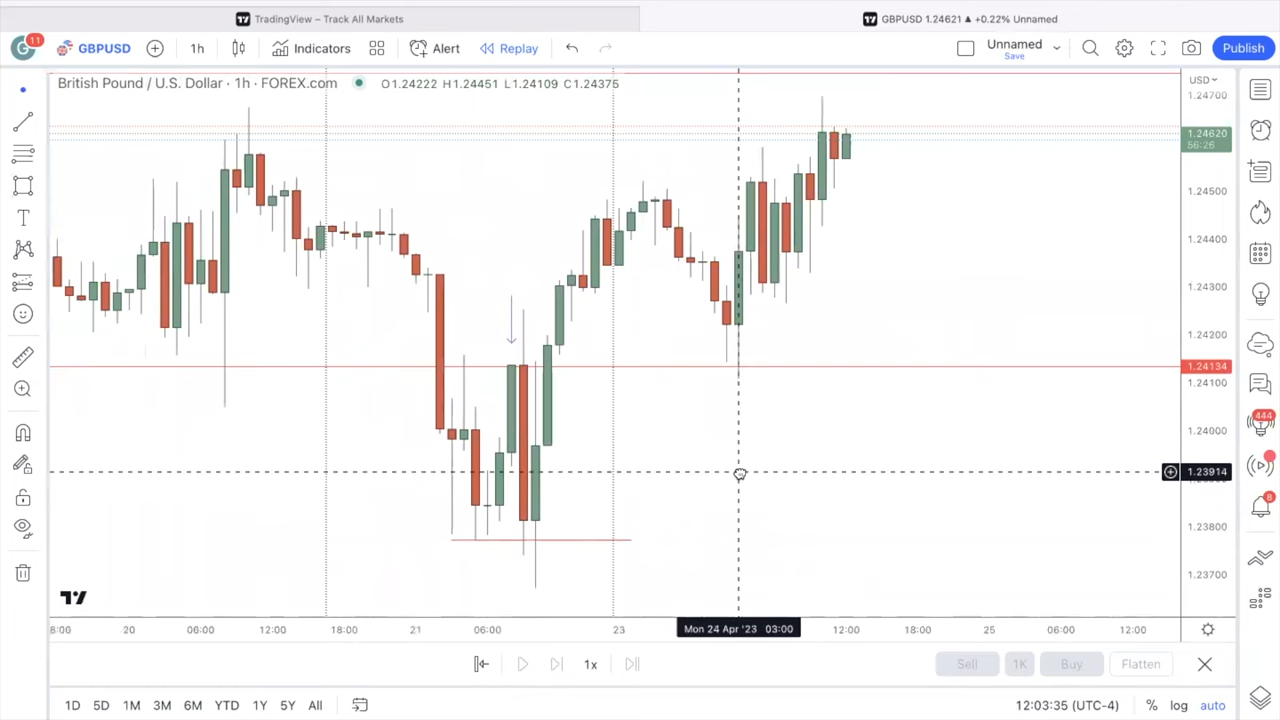 TradingView – Track All Markets
GBPUSD 1.24621 ▲ +0.22% Unnamed
G 11 GBPUSD 1h Indicators Alert Replay Unnamed Save Publish
British Pound / U.S. Dollar · 1h · FOREX.com O1.24222 H1.24451 L1.24109 C1.24375 USD
1.24700
1.24620
56:26
1.24500
1.24400
1.24300
1.24200
1.24134
1.24100
1.24000
444
1.23914
8
1.23800
1.23700
8:00 20 06:00 12:00 18:00 21 06:00 23 Mon 24 Apr '23 03:00 12:00 18:00 25 06:00 12:00
1x Sell 1K Buy Flatten
1D 5D 1M 3M 6M YTD 1Y 5Y All 12:03:35 (UTC-4) % log auto